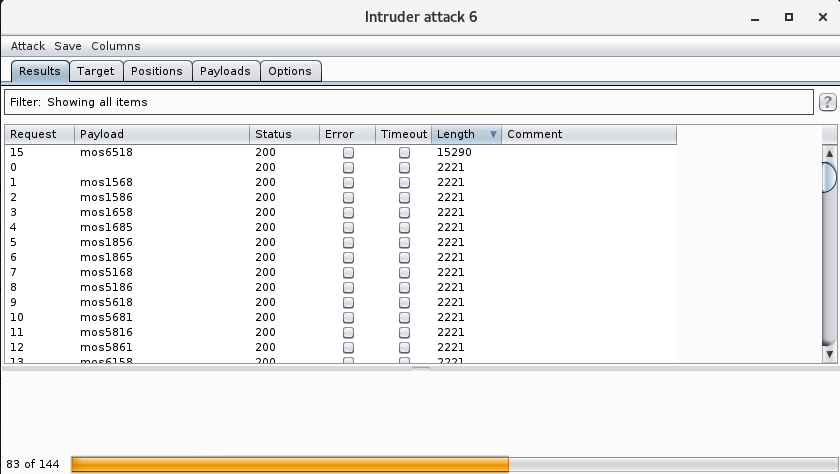 Intruder attack 6
Attack Save Columns
Results Target Positions Payloads Options
Filter: Showing all items ?
Request Payload Status Error Timeout Length Comment
15 mos6518 200 15290
0 200 2221
1 mos1568 200 2221
2 mos1586 200 2221
3 mos1658 200 2221
4 mos1685 200 2221
5 mos1856 200 2221
6 mos1865 200 2221
7 mos5168 200 2221
8 mos5186 200 2221
9 mos5618 200 2221
10 mos5681 200 2221
11 mos5816 200 2221
12 mos5861 200 2221
13 mos6158 200 2221
83 of 144